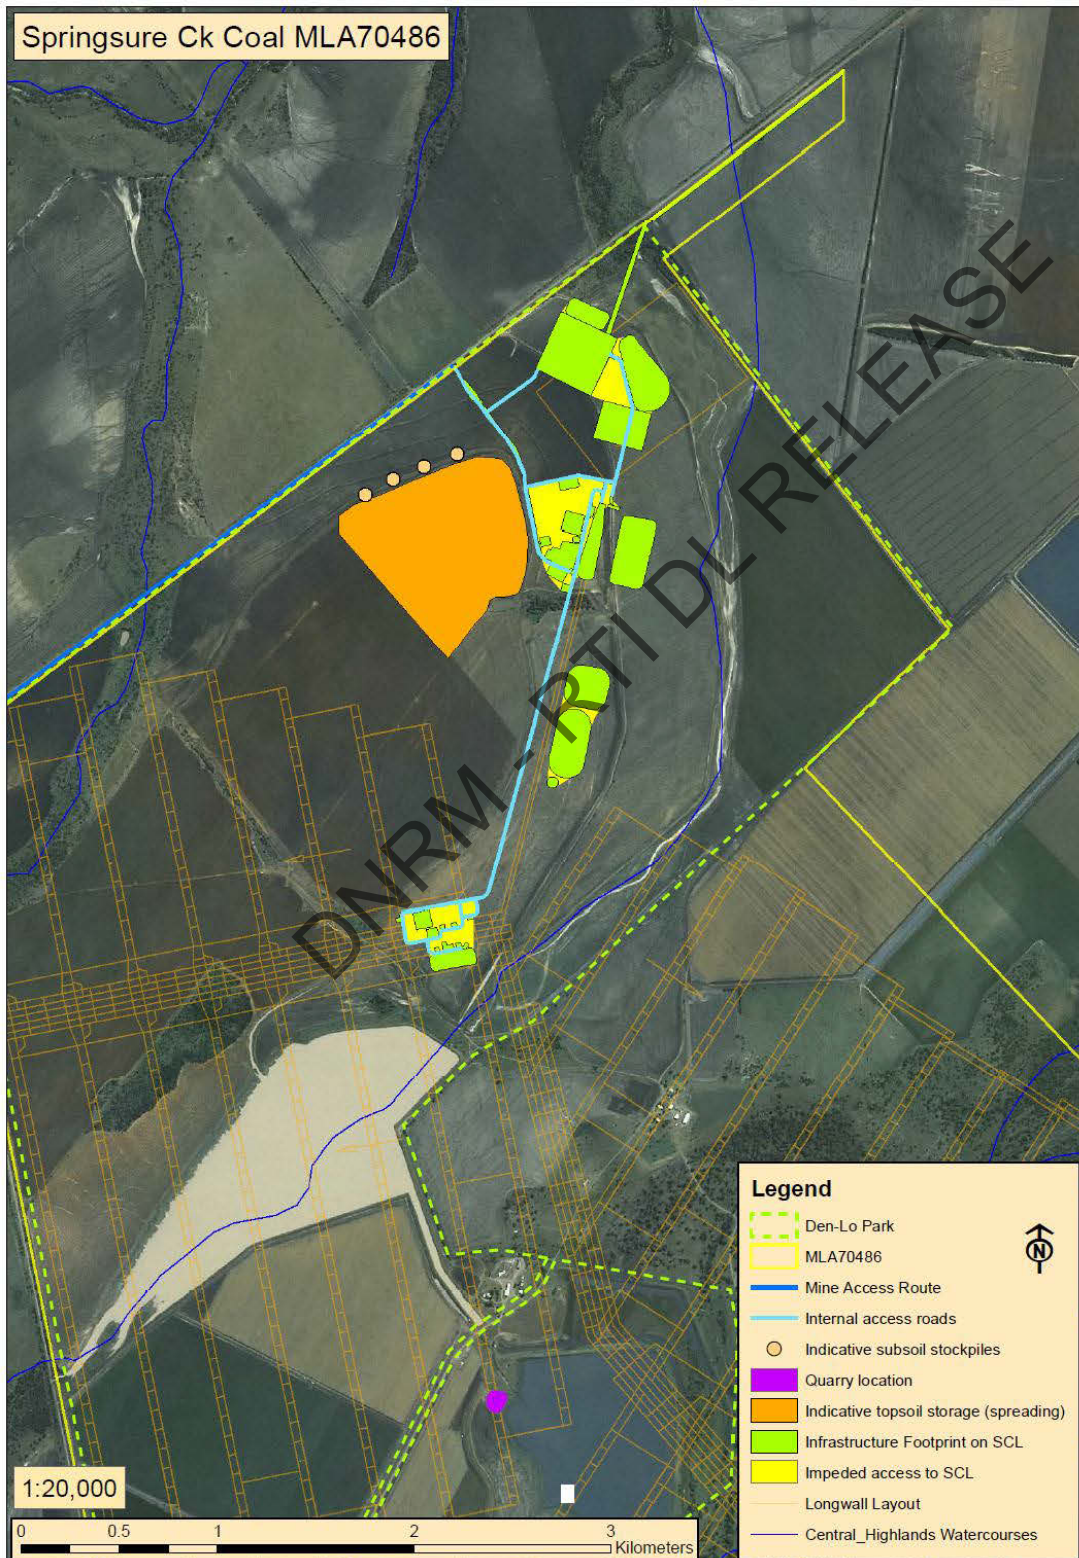 Springsure Ck Coal MLA70486
DNRM - RTI DL RELEASE
Legend
Den-Lo Park
MLA70486
N
Mine Access Route
Internal access roads
Indicative subsoil stockpiles
Quarry location
Indicative topsoil storage (spreading)
Infrastructure Footprint on SCL
Impeded access to SCL
Longwall Layout
Central_Highlands Watercourses
1:20,000
0 0.5 1 2 3
Kilometers